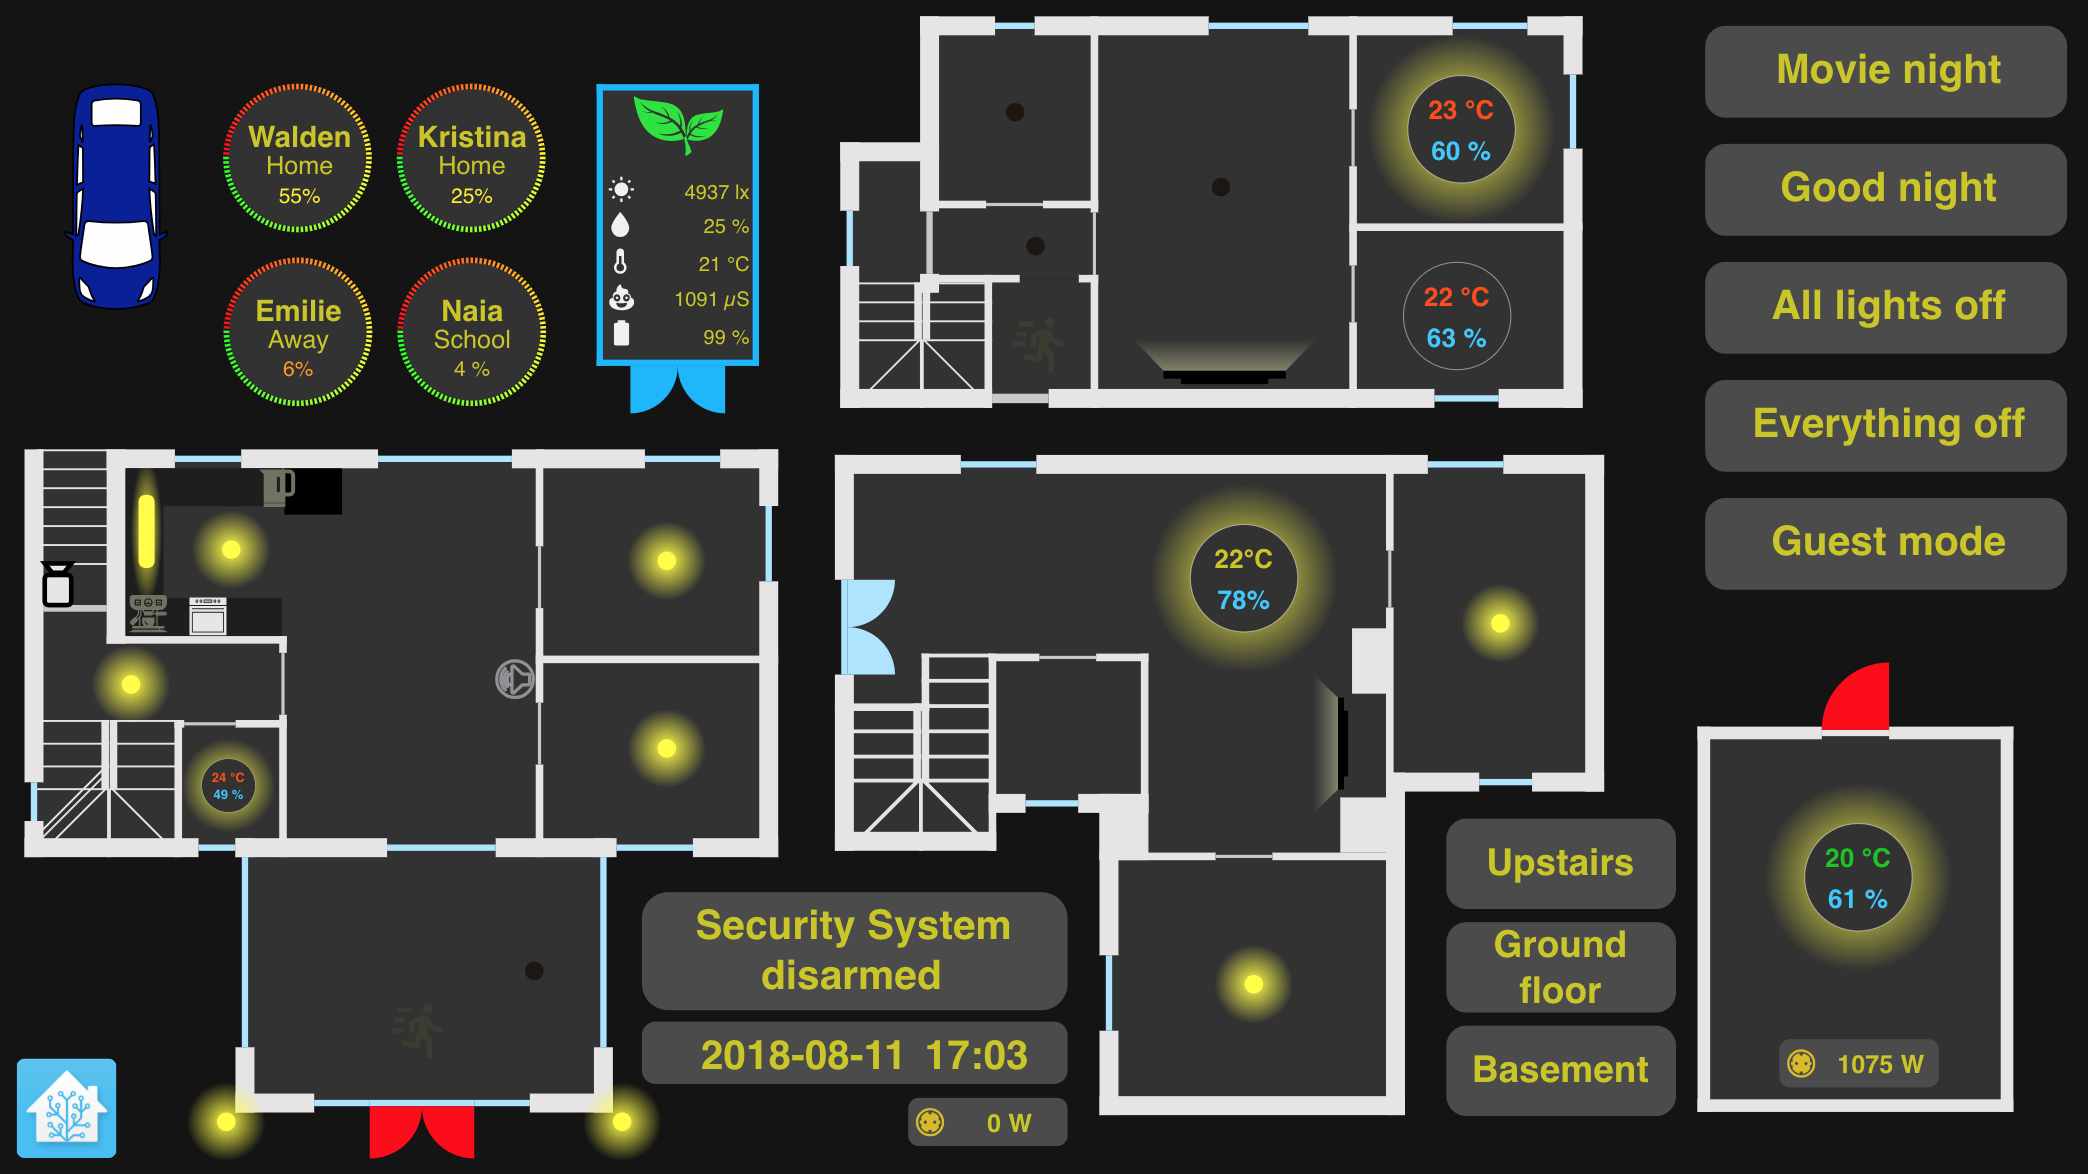 Walden
Home
55%
Kristina
Home
25%
Emilie
Away
6%
Naia
School
4 %
4937 lx
25 %
21 °C
1091 µS
99 %
23 °C
60 %
22 °C
63 %
Movie night
Good night
All lights off
Everything off
Guest mode
24 °C
49 %
22°C
78%
Security System
disarmed
2018-08-11 17:03
0 W
Upstairs
Ground
floor
Basement
20 °C
61 %
1075 W